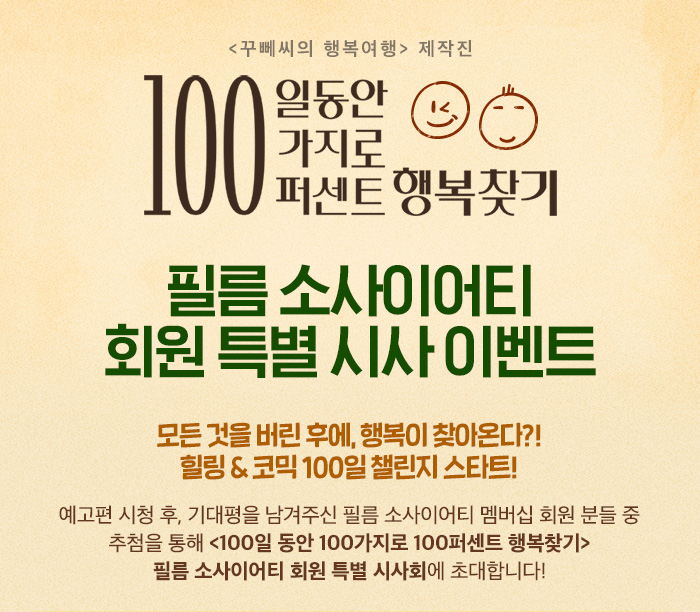 <꾸뻬씨의 행복여행> 제작진
100 일동안
가지로
퍼센트 행복찾기
필름 소사이어티
회원 특별 시사 이벤트
모든 것을 버린 후에, 행복이 찾아온다?!
힐링 & 코믹 100일 챌린지 스타트!
예고편 시청 후, 기대평을 남겨주신 필름 소사이어티 멤버십 회원 분들 중
추첨을 통해 <100일 동안 100가지로 100퍼센트 행복찾기>
필름 소사이어티 회원 특별 시사회에 초대합니다!